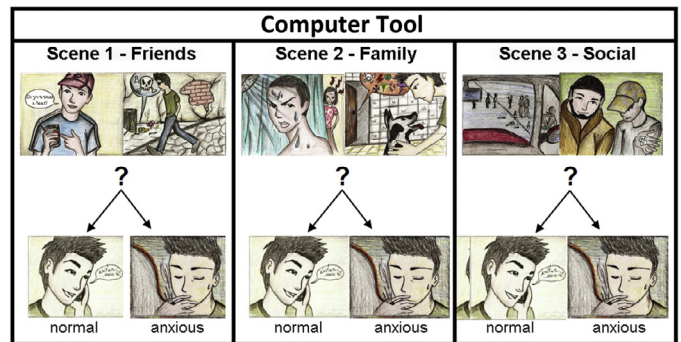 Computer Tool
Scene 1 - Friends
Scene 2 - Family
Scene 3 - Social
?
?
?
normal
anxious
normal
anxious
normal
anxious